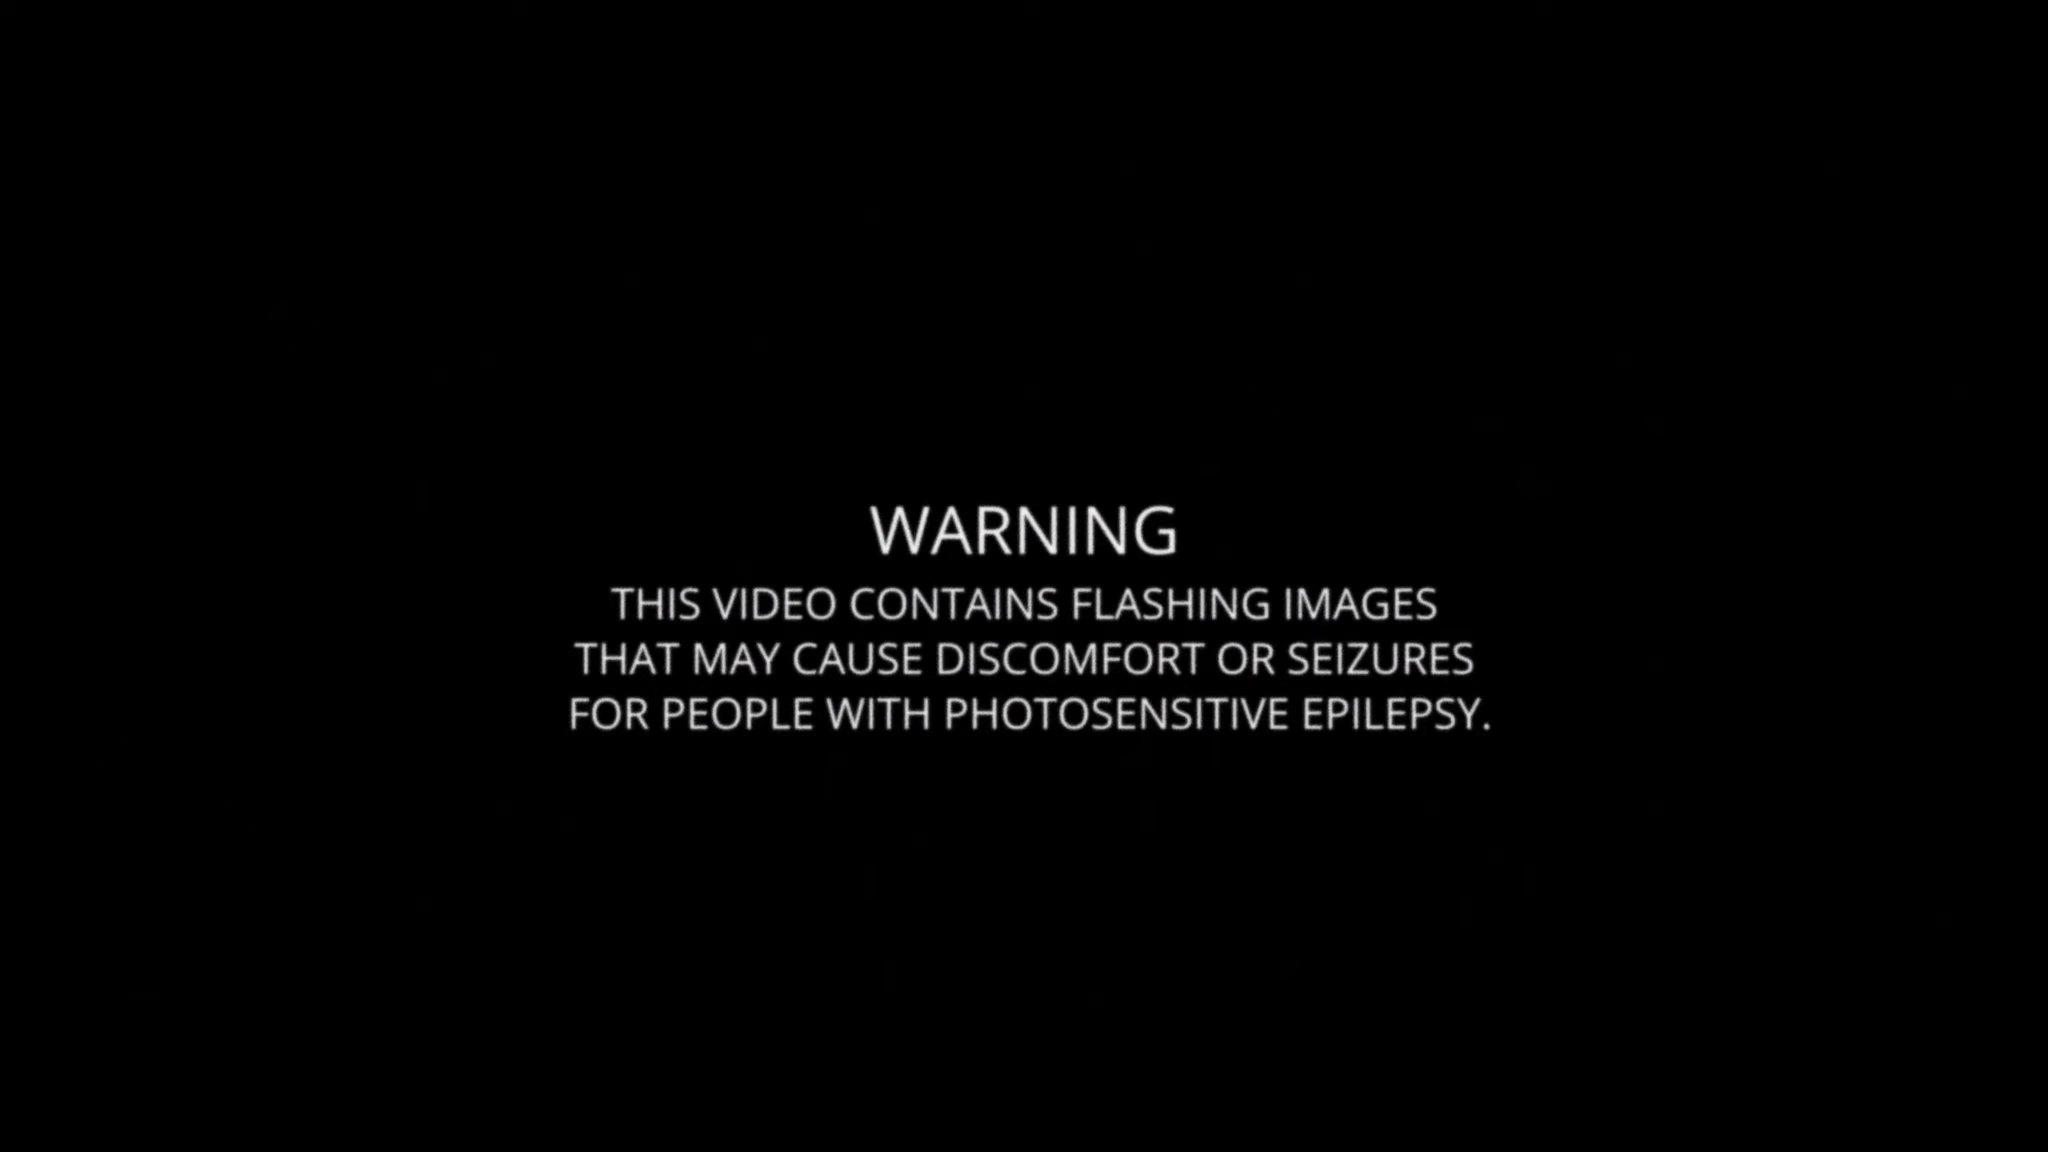 WARNING
THIS VIDEO CONTAINS FLASHING IMAGES
THAT MAY CAUSE DISCOMFORT OR SEIZURES
FOR PEOPLE WITH PHOTOSENSITIVE EPILEPSY.